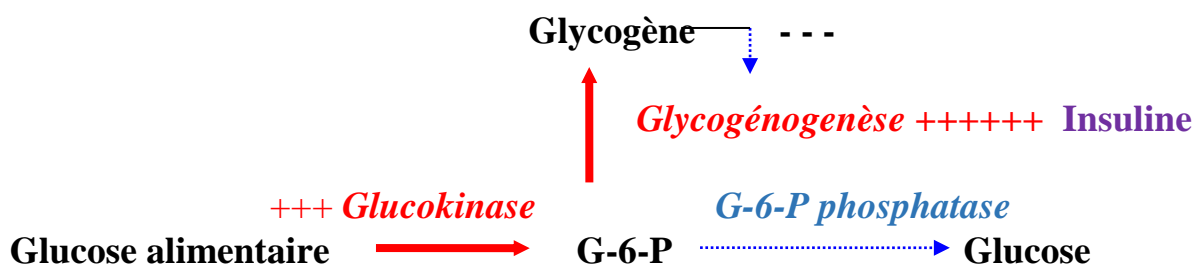 Glycogène - - -
Glycogénogenèse ++++++ Insuline
+++ Glucokinase G-6-P phosphatase
Glucose alimentaire G-6-P Glucose